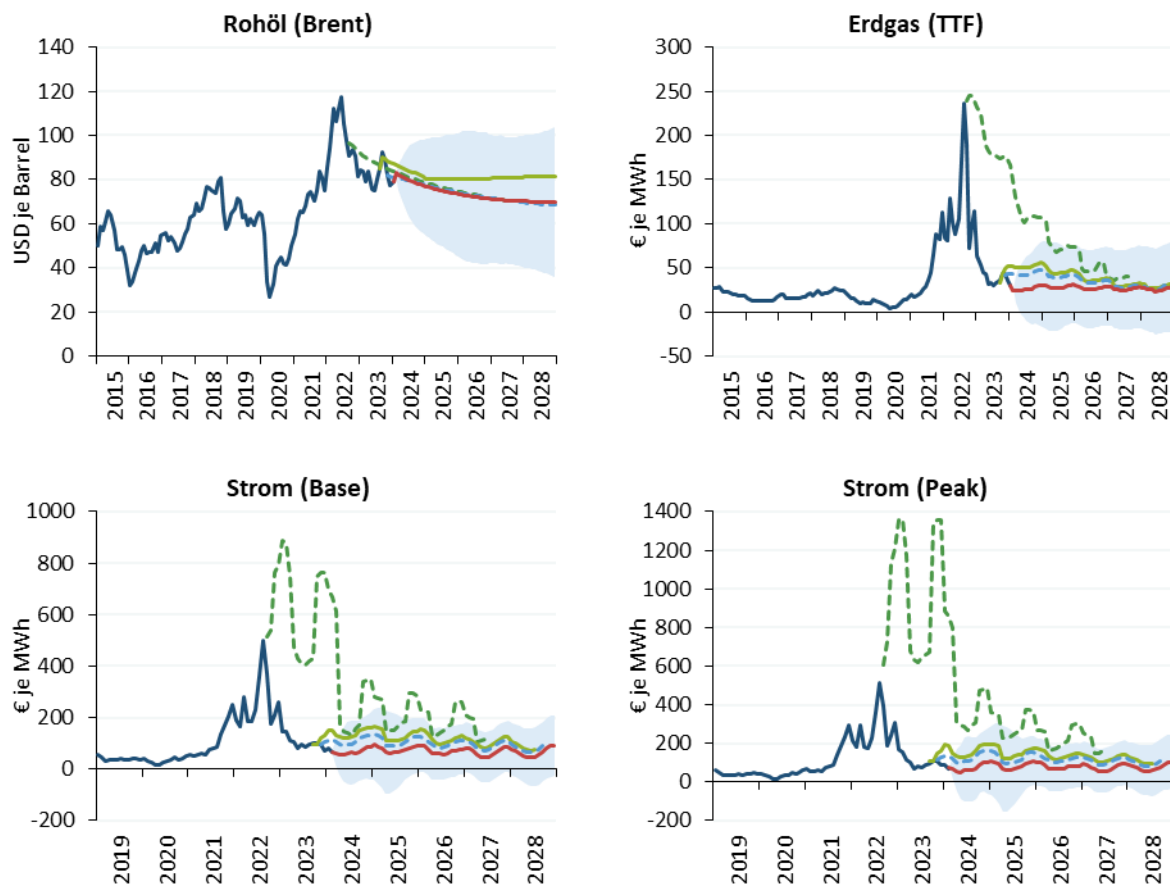 Rohöl (Brent)
USD je Barrel
140
120
100
80
60
40
20
0
2015 2016 2017 2018 2019 2020 2021 2022 2023 2024 2025 2026 2027 2028
Erdgas (TTF)
€ je MWh
300
250
200
150
100
50
0
-50
2015 2016 2017 2018 2019 2020 2021 2022 2023 2024 2025 2026 2027 2028
Strom (Base)
€ je MWh
1000
800
600
400
200
0
-200
2019 2020 2021 2022 2023 2024 2025 2026 2027 2028
Strom (Peak)
€ je MWh
1400
1200
1000
800
600
400
200
0
-200
2019 2020 2021 2022 2023 2024 2025 2026 2027 2028